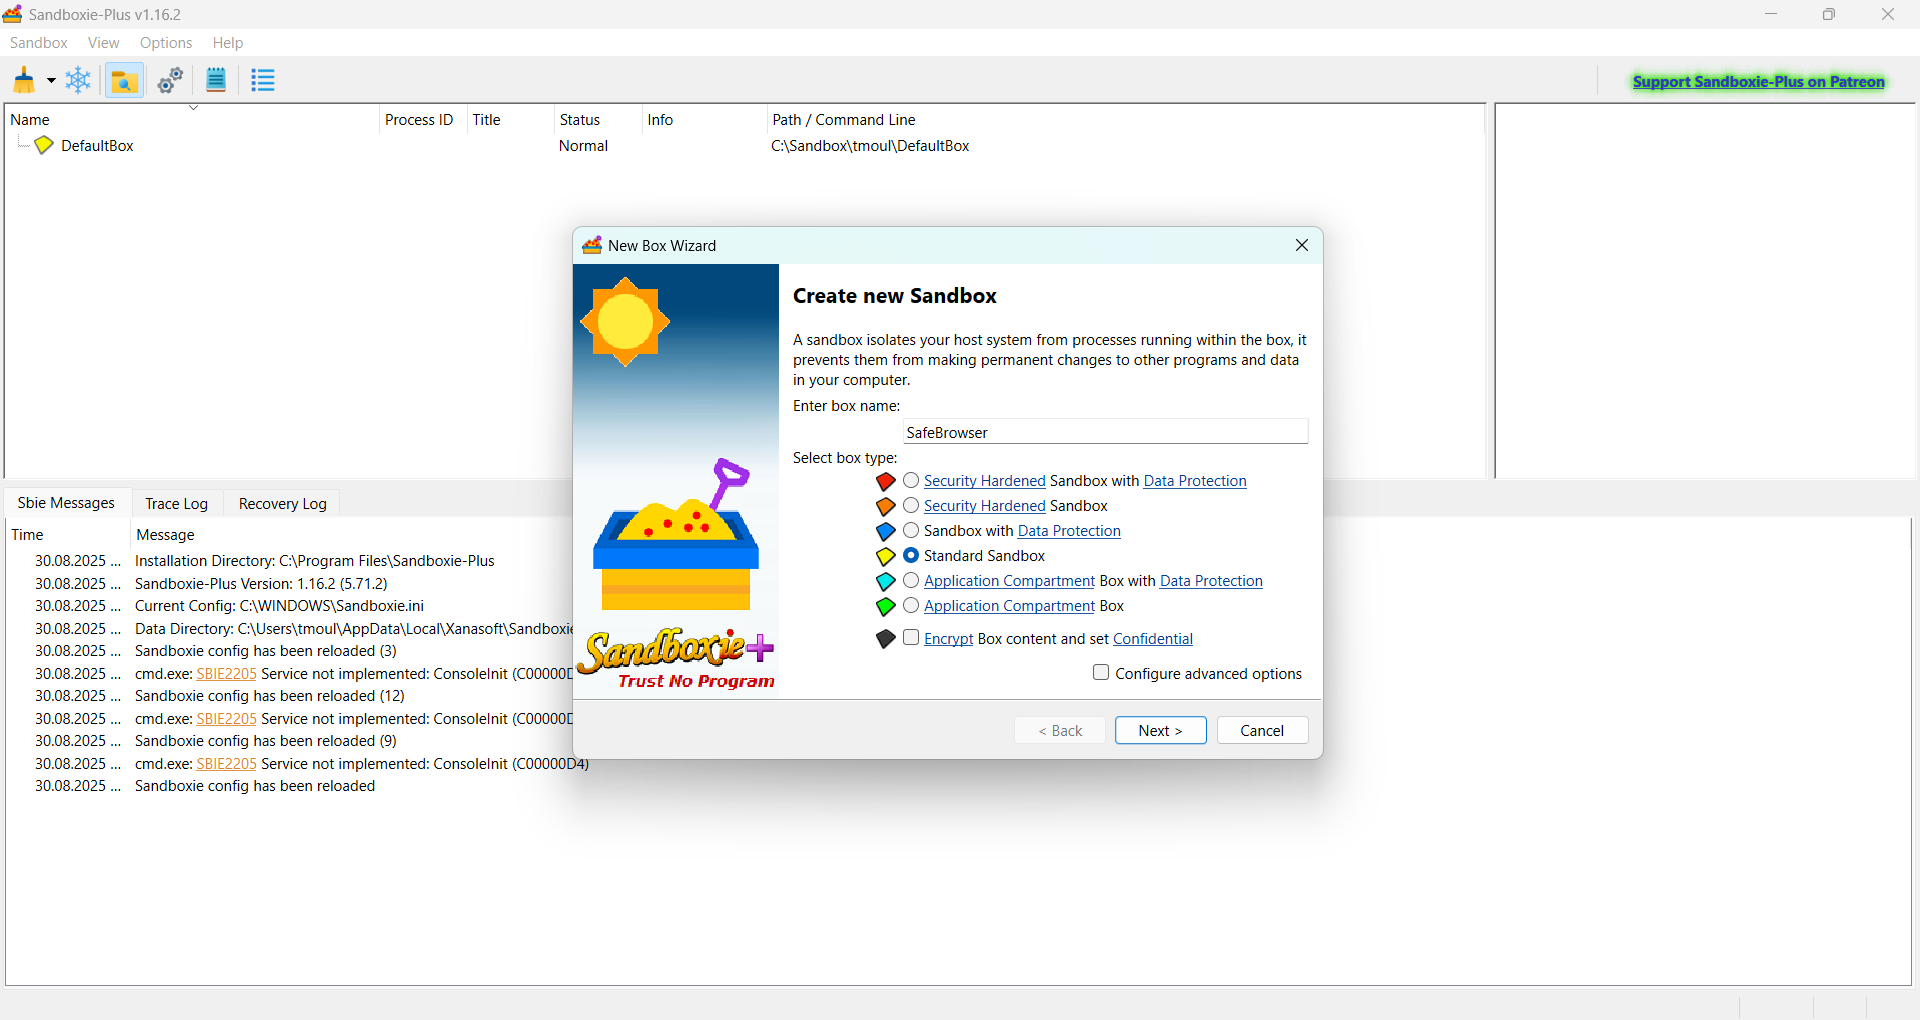 Sandboxie-Plus v1.16.2
Sandbox View Options Help
Support Sandboxie-Plus on Patreon
Name Process ID Title Status Info Path / Command Line
DefaultBox Normal C:\Sandbox\tmoul\DefaultBox
New Box Wizard
Create new Sandbox
A sandbox isolates your host system from processes running within the box, it
prevents them from making permanent changes to other programs and data
in your computer.
Enter box name:
SafeBrowser
Select box type:
Security Hardened Sandbox with Data Protection
Security Hardened Sandbox
Sandbox with Data Protection
Standard Sandbox
Application Compartment Box with Data Protection
Application Compartment Box
Encrypt Box content and set Confidential
Configure advanced options
Sandboxie+
Trust No Program
< Back Next > Cancel
Sbie Messages Trace Log Recovery Log
Time Message
30.08.2025 ... Installation Directory: C:\Program Files\Sandboxie-Plus
30.08.2025 ... Sandboxie-Plus Version: 1.16.2 (5.71.2)
30.08.2025 ... Current Config: C:\WINDOWS\Sandboxie.ini
30.08.2025 ... Data Directory: C:\Users\tmoul\AppData\Local\Xanasoft\Sandboxie
30.08.2025 ... Sandboxie config has been reloaded (3)
30.08.2025 ... cmd.exe: SBIE2205 Service not implemented: ConsoleInit (C00000D
30.08.2025 ... Sandboxie config has been reloaded (12)
30.08.2025 ... cmd.exe: SBIE2205 Service not implemented: ConsoleInit (C00000D
30.08.2025 ... Sandboxie config has been reloaded (9)
30.08.2025 ... cmd.exe: SBIE2205 Service not implemented: ConsoleInit (C00000D4)
30.08.2025 ... Sandboxie config has been reloaded